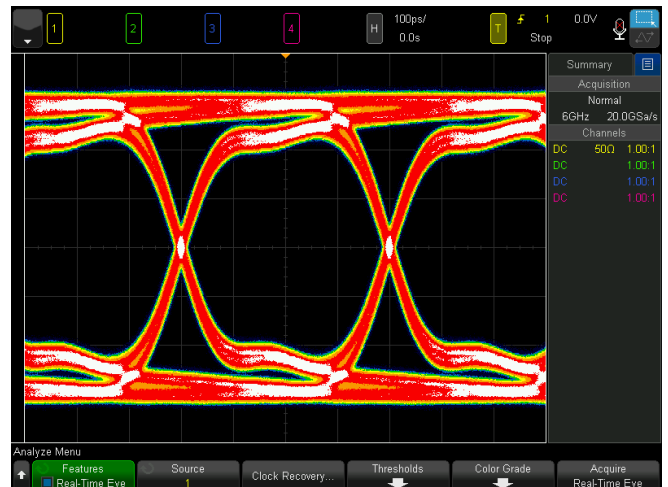 1 2 3 4 H 100ps/ 0.0s T 1 0.0V Stop
Summary
Acquisition
Normal
6GHz 20.0GSa/s
Channels
DC 50Ω 1.00:1
DC 1.00:1
DC 1.00:1
DC 1.00:1
Analyze Menu
Features Source Clock Recovery... Thresholds Color Grade Acquire
Real-Time Eye 1 Real-Time Eye